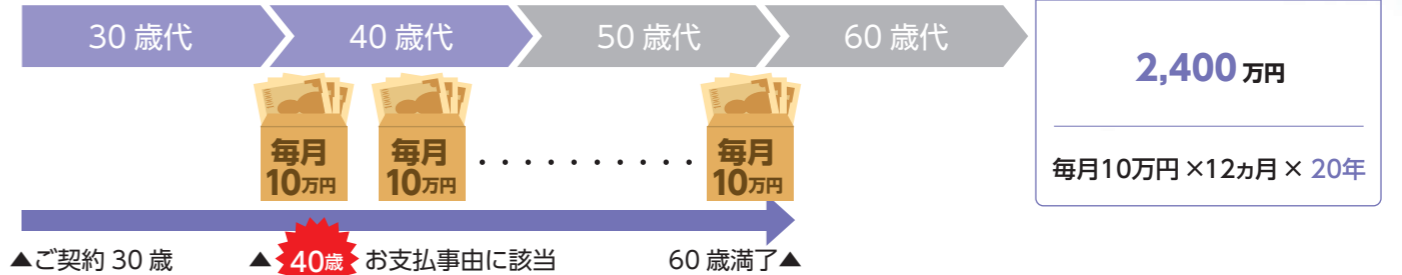 30 歳代
40 歳代
50 歳代
60 歳代
2,400 万円
毎月10万円 ×12ヵ月 × 20年
毎月
10万円
毎月
10万円
・・・・・・・・・・
毎月
10万円
▲ご契約 30 歳
▲ 40歳 お支払事由に該当
60 歳満了▲